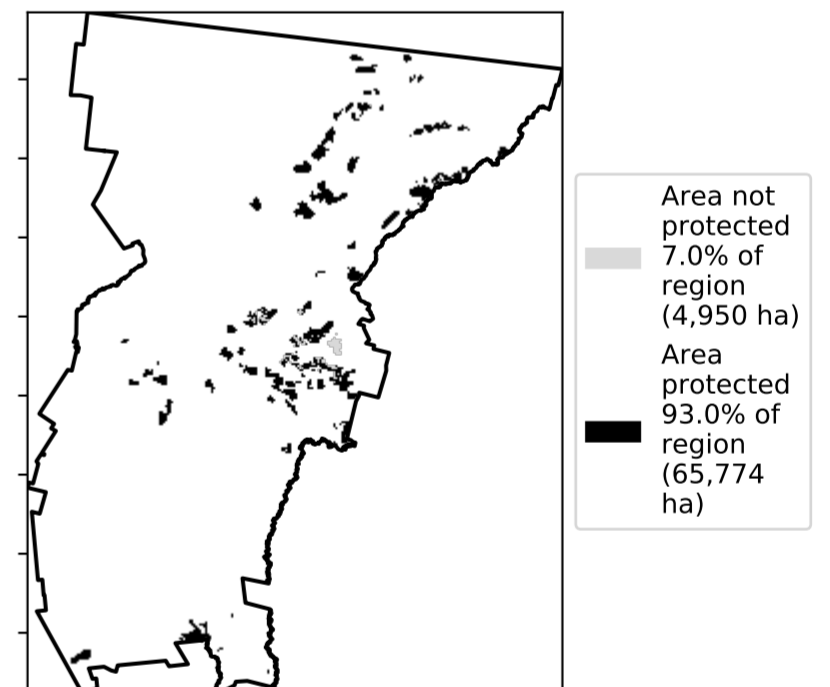 Area not
protected
7.0% of
region
(4,950 ha)
Area
protected
93.0% of
region
(65,774
ha)